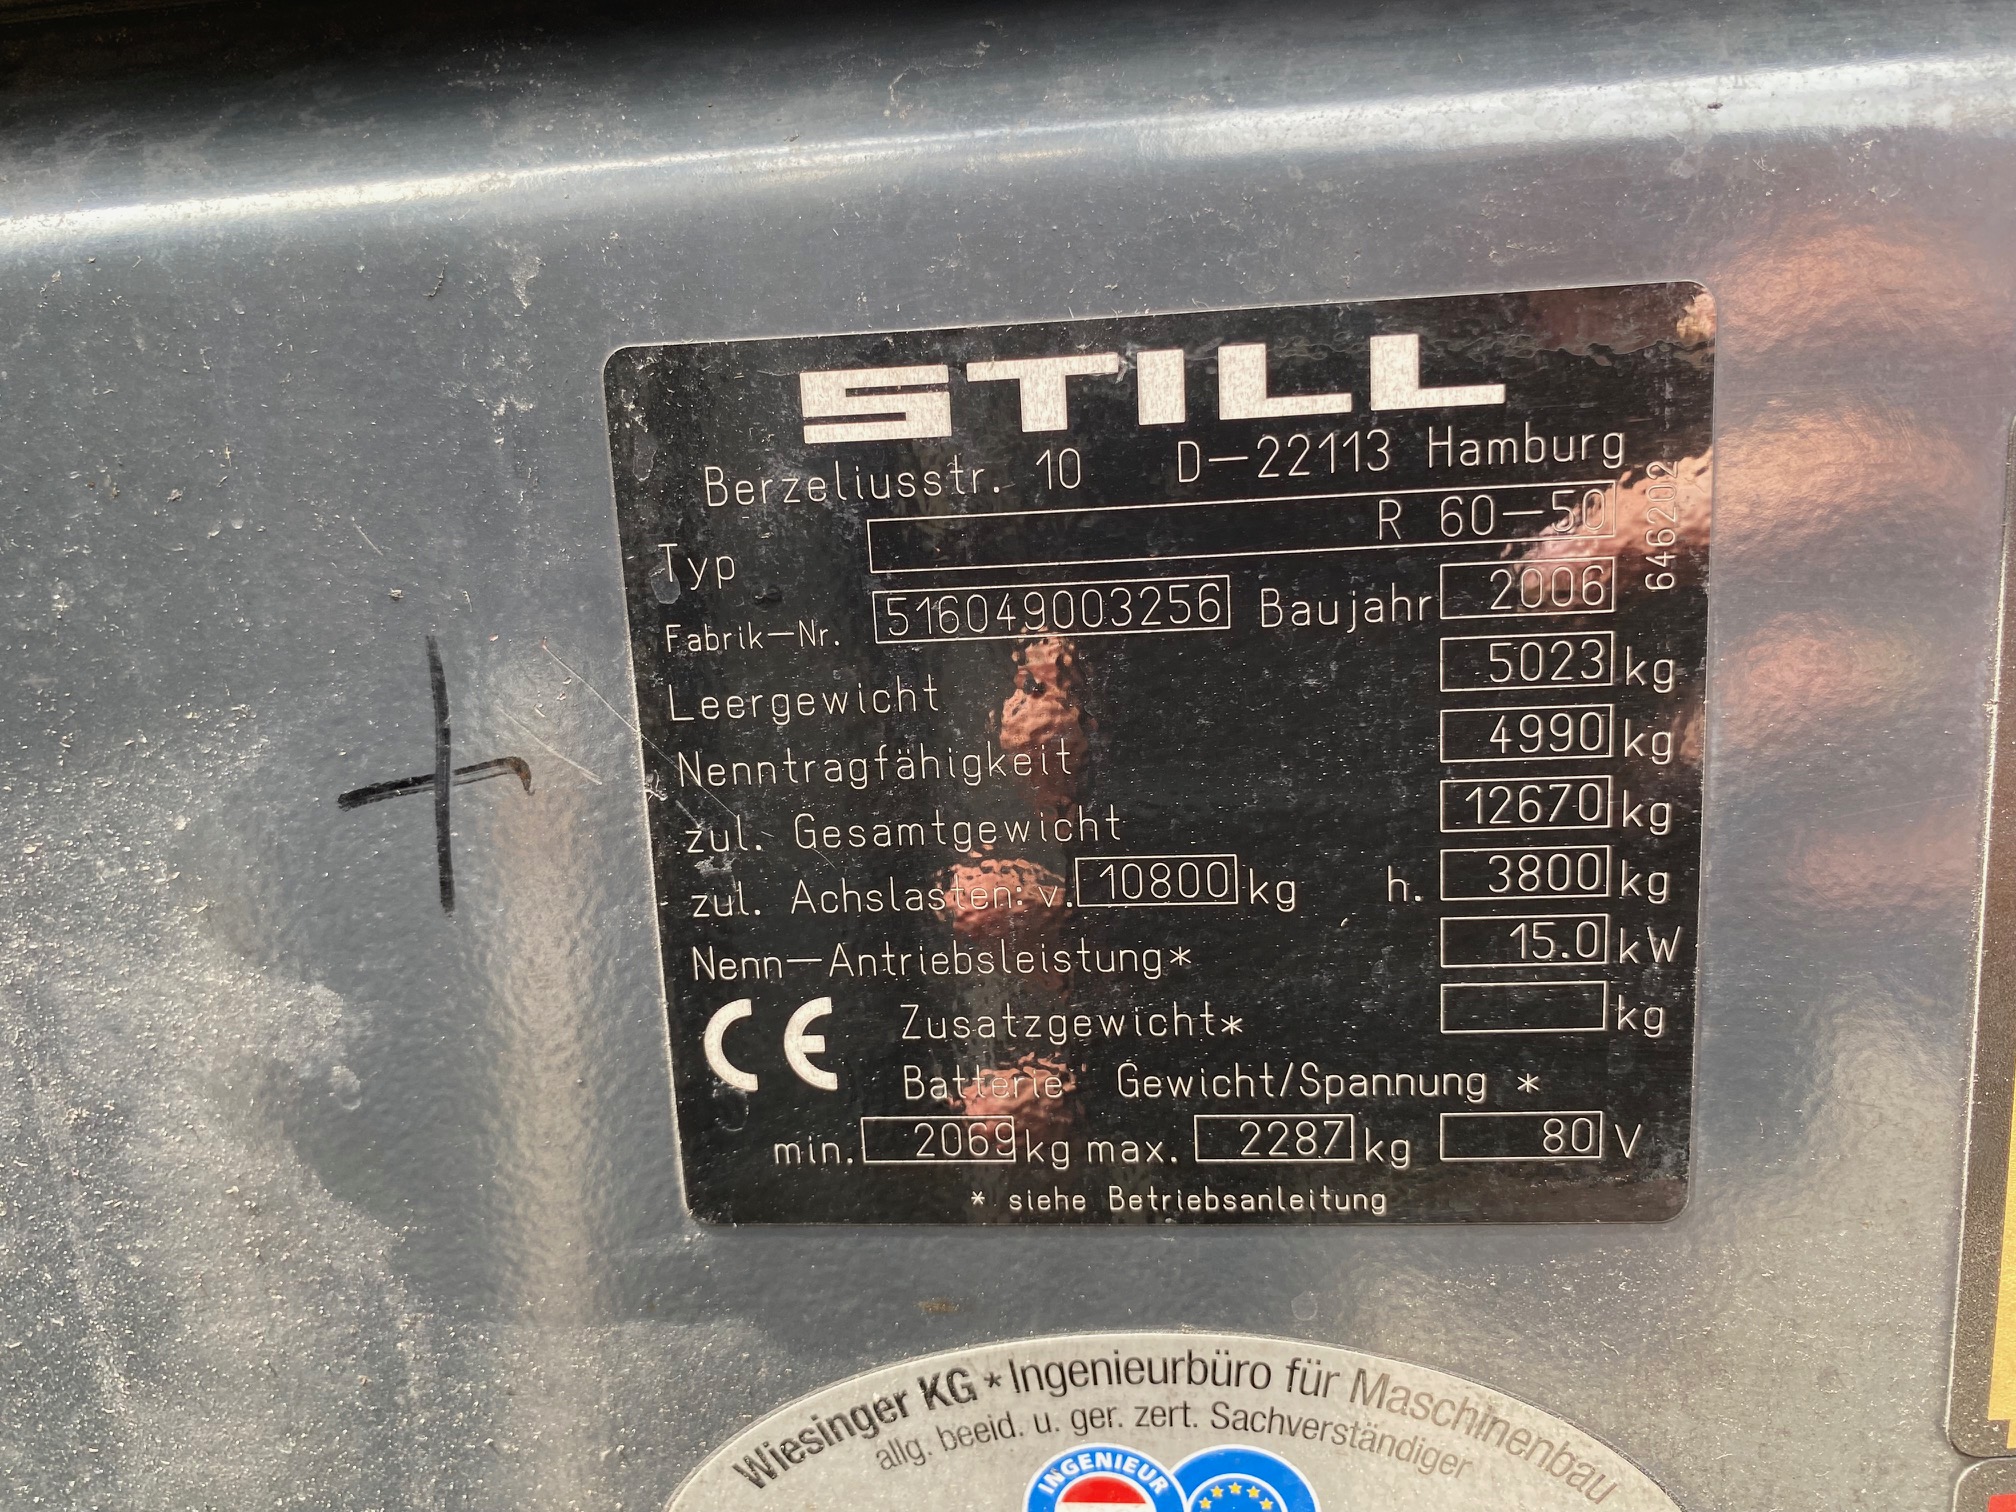 STILL
Berzeliusstr. 10 D-22113 Hamburg
Typ R 60-50
646202
Fabrik-Nr. 516049003256 Baujahr 2006
Leergewicht 5023 kg
Nenntragfähigkeit 4990 kg
zul. Gesamtgewicht 12670 kg
zul. Achslasten: v. 10800 kg h. 3800 kg
Nenn-Antriebsleistung* 15.0 kW
CE Zusatzgewicht* kg
Batterie Gewicht/Spannung *
min. 2069 kg max. 2287 kg 80 V
* siehe Betriebsanleitung
Wiesinger KG * Ingenieurbüro für Maschinenbau
allg. beeid. u. ger. zert. Sachverständiger
INGENIEUR